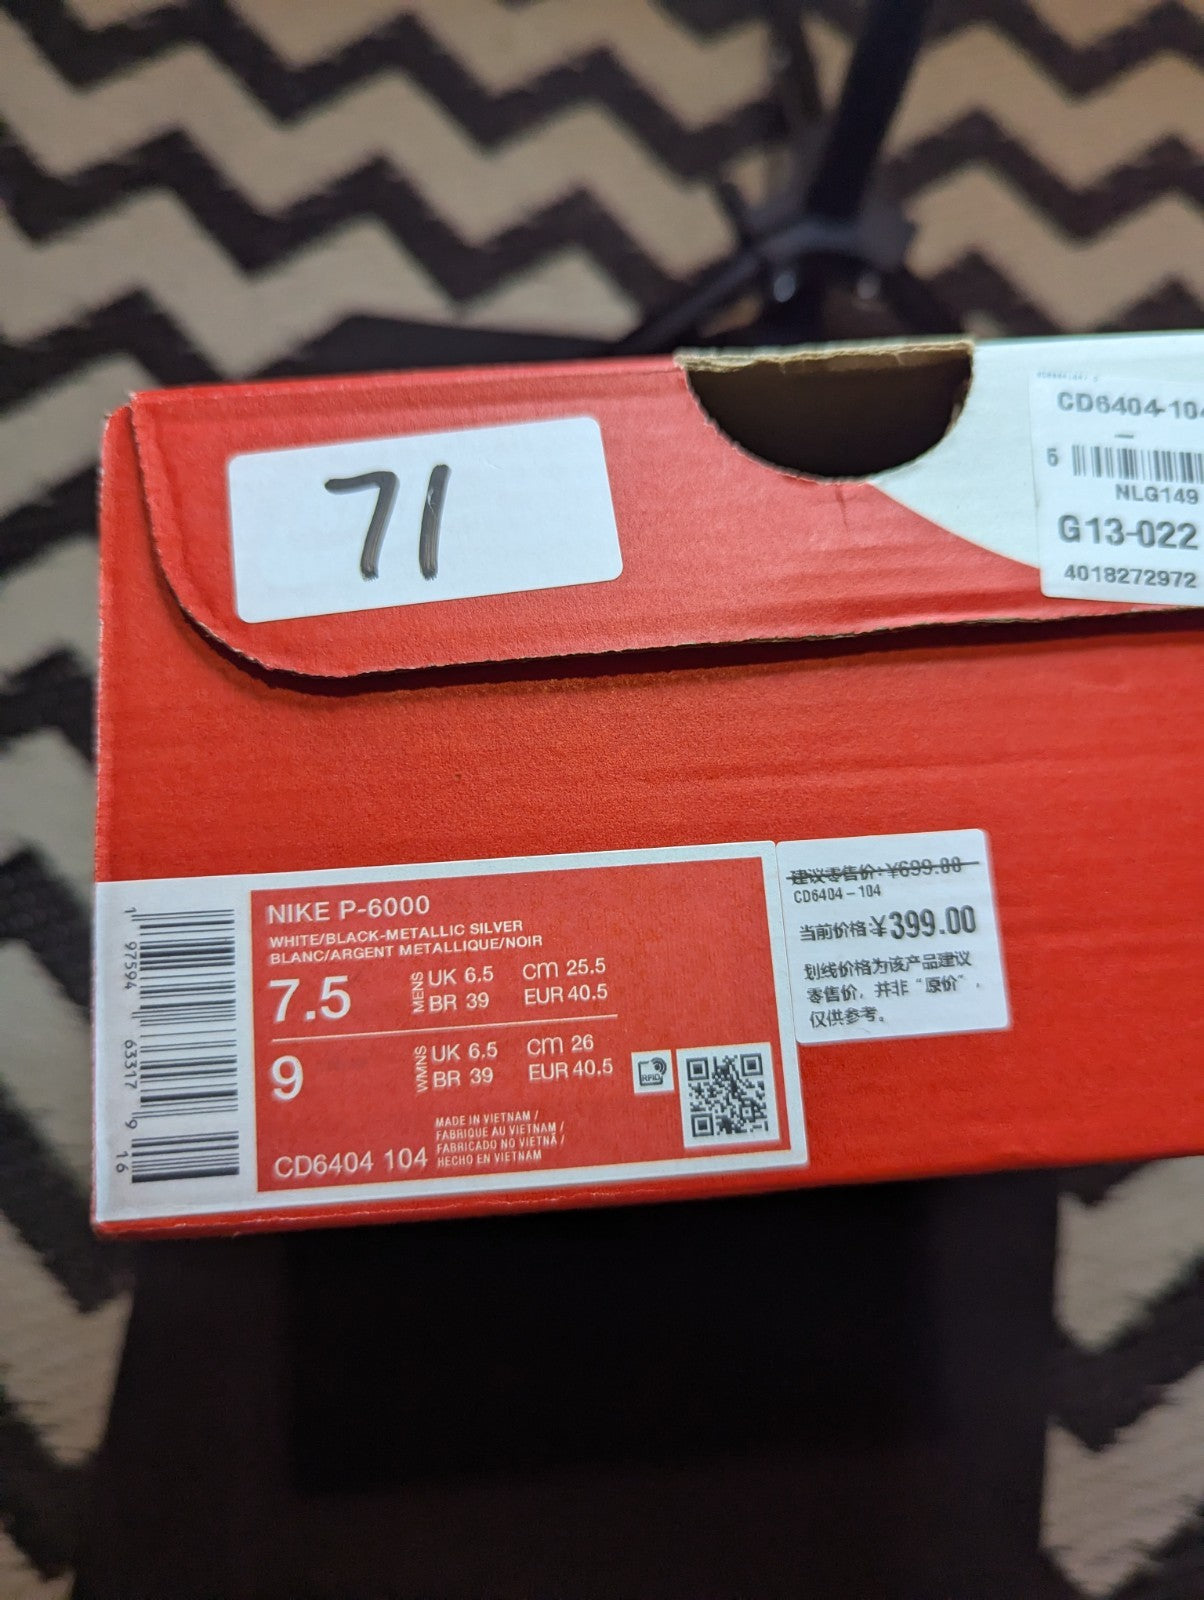 71
CD6404-104
5
NLG149
G13-022
4018272972
建议零售价:¥699.00
CD6404-104
当前价格:¥399.00
划线价格为该产品建议
零售价，并非“原价”，
仅供参考。
NIKE P-6000
WHITE/BLACK-METALLIC SILVER
BLANC/ARGENT METALLIQUE/NOIR
7.5
MENS
UK 6.5 cm 25.5
BR 39 EUR 40.5
9
WMNS
UK 6.5 cm 26
BR 39 EUR 40.5
RFID
MADE IN VIETNAM /
FABRIQUE AU VIETNAM /
FABRICADO NO VIETNÃ /
HECHO EN VIETNAM
CD6404 104
1 97594 63317 9 16